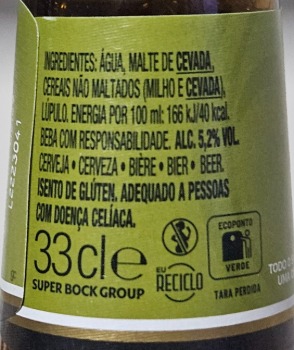 INGREDIENTES: ÁGUA, MALTE DE CEVADA,
CEREAIS NÃO MALTADOS (MILHO E CEVADA),
LÚPULO. ENERGIA POR 100 ml: 166 kJ/40 kcal.
BEBA COM RESPONSABILIDADE. ALC. 5,2% VOL.
CERVEJA • CERVEZA • BIÈRE • BIER • BEER.
ISENTO DE GLÚTEN. ADEQUADO A PESSOAS
COM DOENÇA CELÍACA.
33cl e
SUPER BOCK GROUP
EU
RECICLO
ECOPONTO
VERDE
TARA PERDIDA
TODO
UMA